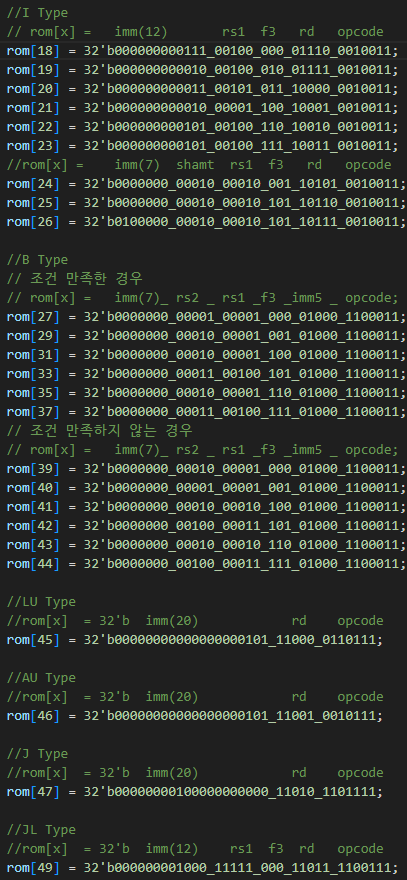 //I Type
// rom[x] =   imm(12)       rs1  f3   rd   opcode
rom[18] = 32'b000000000111_00100_000_01110_0010011;
rom[19] = 32'b000000000010_00100_010_01111_0010011;
rom[20] = 32'b000000000011_00101_011_10000_0010011;
rom[21] = 32'b000000000010_00001_100_10001_0010011;
rom[22] = 32'b000000000101_00100_110_10010_0010011;
rom[23] = 32'b000000000101_00100_111_10011_0010011;
//rom[x] =    imm(7)  shamt  rs1  f3   rd   opcode
rom[24] = 32'b0000000_00010_00010_001_10101_0010011;
rom[25] = 32'b0000000_00010_00010_101_10110_0010011;
rom[26] = 32'b0100000_00010_00010_101_10111_0010011;
//B Type
// 조건 만족한 경우
// rom[x] =   imm(7)_ rs2 _ rs1 _f3 _imm5 _ opcode;
rom[27] = 32'b0000000_00001_00001_000_01000_1100011;
rom[29] = 32'b0000000_00010_00001_001_01000_1100011;
rom[31] = 32'b0000000_00010_00001_100_01000_1100011;
rom[33] = 32'b0000000_00011_00100_101_01000_1100011;
rom[35] = 32'b0000000_00010_00001_110_01000_1100011;
rom[37] = 32'b0000000_00011_00100_111_01000_1100011;
// 조건 만족하지 않는 경우
// rom[x] =   imm(7)_ rs2 _ rs1 _f3 _imm5 _ opcode;
rom[39] = 32'b0000000_00010_00001_000_01000_1100011;
rom[40] = 32'b0000000_00001_00001_001_01000_1100011;
rom[41] = 32'b0000000_00010_00010_100_01000_1100011;
rom[42] = 32'b0000000_00100_00011_101_01000_1100011;
rom[43] = 32'b0000000_00010_00010_110_01000_1100011;
rom[44] = 32'b0000000_00100_00011_111_01000_1100011;
//LU Type
//rom[x]  = 32'b  imm(20)            rd    opcode
rom[45] = 32'b00000000000000000101_11000_0110111;
//AU Type
//rom[x]  = 32'b  imm(20)            rd    opcode
rom[46] = 32'b00000000000000000101_11001_0010111;
//J Type
//rom[x]  = 32'b  imm(20)            rd    opcode
rom[47] = 32'b00000000100000000000_11010_1101111;
//JL Type
//rom[x]  = 32'b  imm(12)    rs1  f3  rd   opcode
rom[49] = 32'b000000001000_11111_000_11011_1100111;